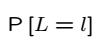 P [L = l]